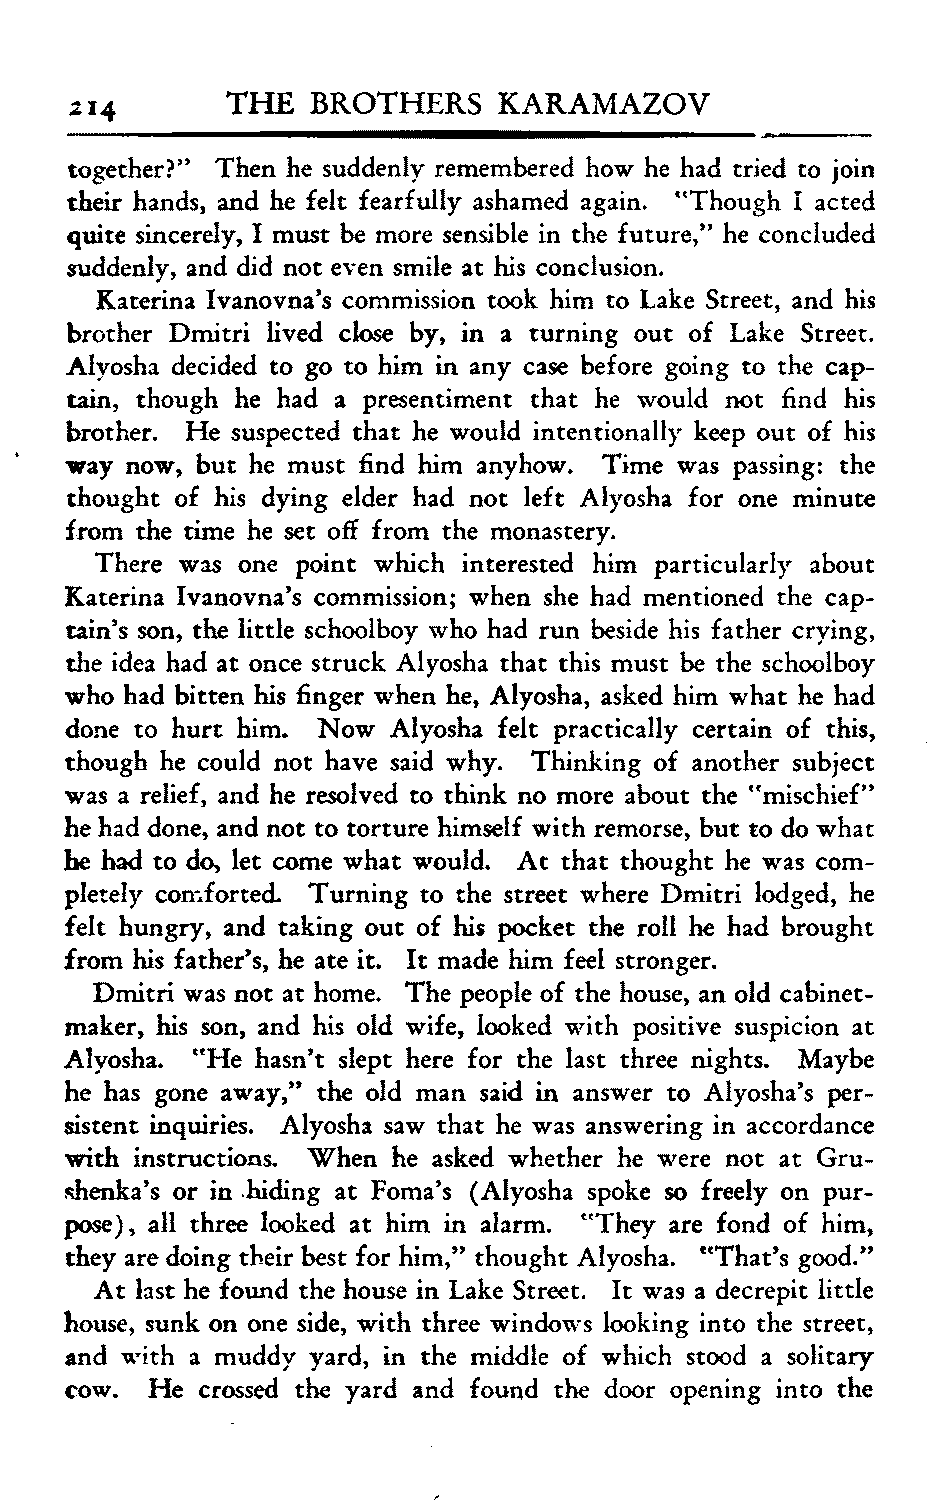 214 THE BROTHERS KARAMAZOV
together?" Then he suddenly remembered how he had tried to join
their hands, and he felt fearfully ashamed again. "Though I acted
quite sincerely, I must be more sensible in the future," he concluded
suddenly, and did not even smile at his conclusion.
Katerina Ivanovna's commission took him to Lake Street, and his
brother Dmitri lived close by, in a turning out of Lake Street.
Alyosha decided to go to him in any case before going to the cap-
tain, though he had a presentiment that he would not find his
brother. He suspected that he would intentionally keep out of his
way now, but he must find him anyhow. Time was passing: the
thought of his dying elder had not left Alyosha for one minute
from the time he set off from the monastery.
There was one point which interested him particularly about
Katerina Ivanovna's commission; when she had mentioned the cap-
tain's son, the little schoolboy who had run beside his father crying,
the idea had at once struck Alyosha that this must be the schoolboy
who had bitten his finger when he, Alyosha, asked him what he had
done to hurt him. Now Alyosha felt practically certain of this,
though he could not have said why. Thinking of another subject
was a relief, and he resolved to think no more about the "mischief"
he had done, and not to torture himself with remorse, but to do what
he had to do, let come what would. At that thought he was com-
pletely comforted. Turning to the street where Dmitri lodged, he
felt hungry, and taking out of his pocket the roll he had brought
from his father's, he ate it. It made him feel stronger.
Dmitri was not at home. The people of the house, an old cabinet-
maker, his son, and his old wife, looked with positive suspicion at
Alyosha. "He hasn't slept here for the last three nights. Maybe
he has gone away," the old man said in answer to Alyosha's per-
sistent inquiries. Alyosha saw that he was answering in accordance
with instructions. When he asked whether he were not at Gru-
shenka's or in hiding at Foma's (Alyosha spoke so freely on pur-
pose), all three looked at him in alarm. "They are fond of him,
they are doing their best for him," thought Alyosha. "That's good."
At last he found the house in Lake Street. It was a decrepit little
house, sunk on one side, with three windows looking into the street,
and with a muddy yard, in the middle of which stood a solitary
cow. He crossed the yard and found the door opening into the